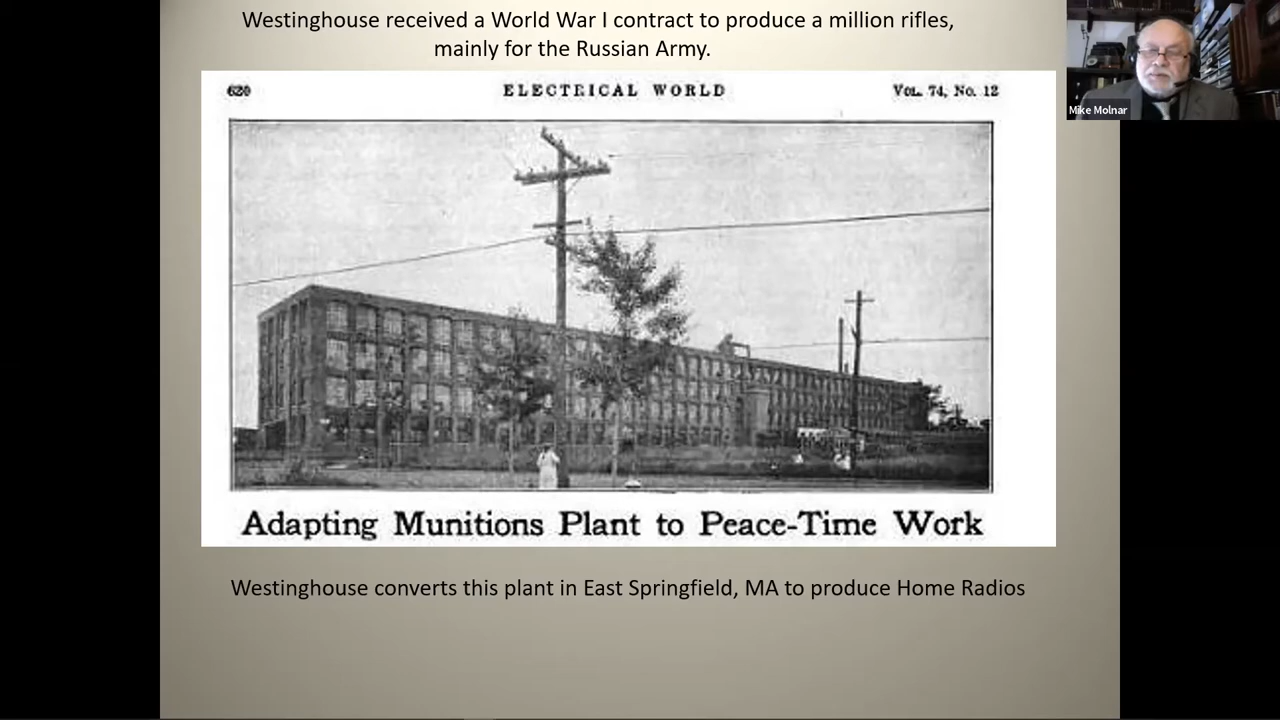 Westinghouse received a World War I contract to produce a million rifles,
mainly for the Russian Army.
Mike Molnar
620 ELECTRICAL WORLD VOL. 74, No. 12
Adapting Munitions Plant to Peace-Time Work
Westinghouse converts this plant in East Springfield, MA to produce Home Radios